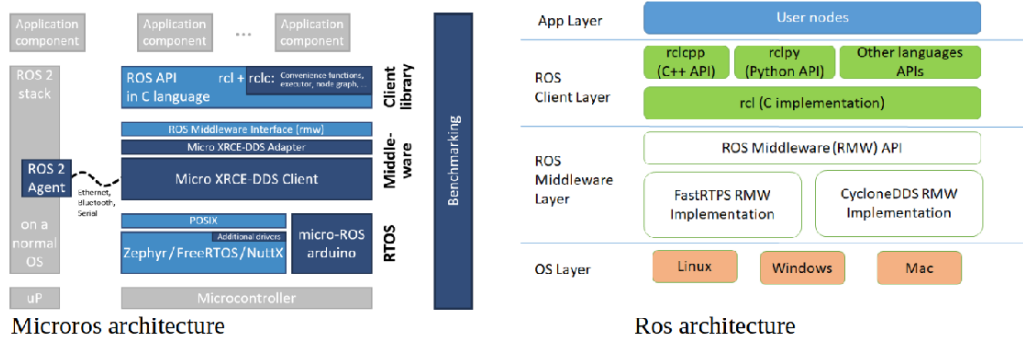 Application
component
Application
component
...
Application
component
ROS 2
stack
ROS 2
Agent
on a
normal
OS
uP
Ethernet,
Bluetooth,
Serial
ROS API
in C language
rcl + rclc:
Convenience functions,
executor, node graph, ...
Client
library
ROS Middleware Interface (rmw)
Micro XRCE-DDS Adapter
Micro XRCE-DDS Client
Middle-
ware
POSIX
Additional drivers
Zephyr/FreeRTOS/NuttX
micro-ROS
arduino
RTOS
Microcontroller
Benchmarking
Microros architecture
App Layer
User nodes
ROS
Client Layer
rclcpp
(C++ API)
rclpy
(Python API)
Other languages
APIs
rcl (C implementation)
ROS
Middleware
Layer
ROS Middleware (RMW) API
FastRTPS RMW
Implementation
CycloneDDS RMW
Implementation
OS Layer
Linux
Windows
Mac
Ros architecture